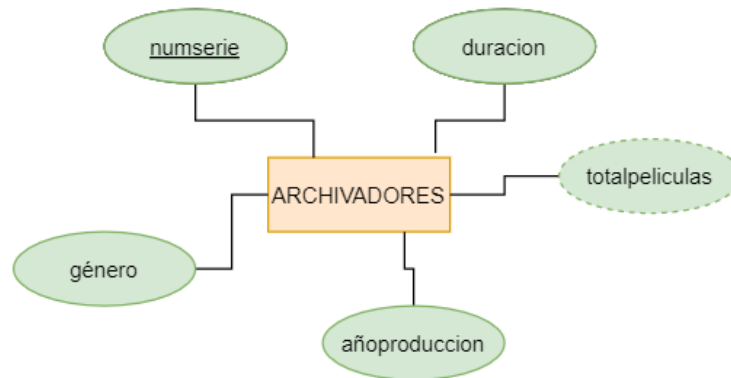 numserie
duracion
totalpeliculas
ARCHIVADORES
género
añoproduccion